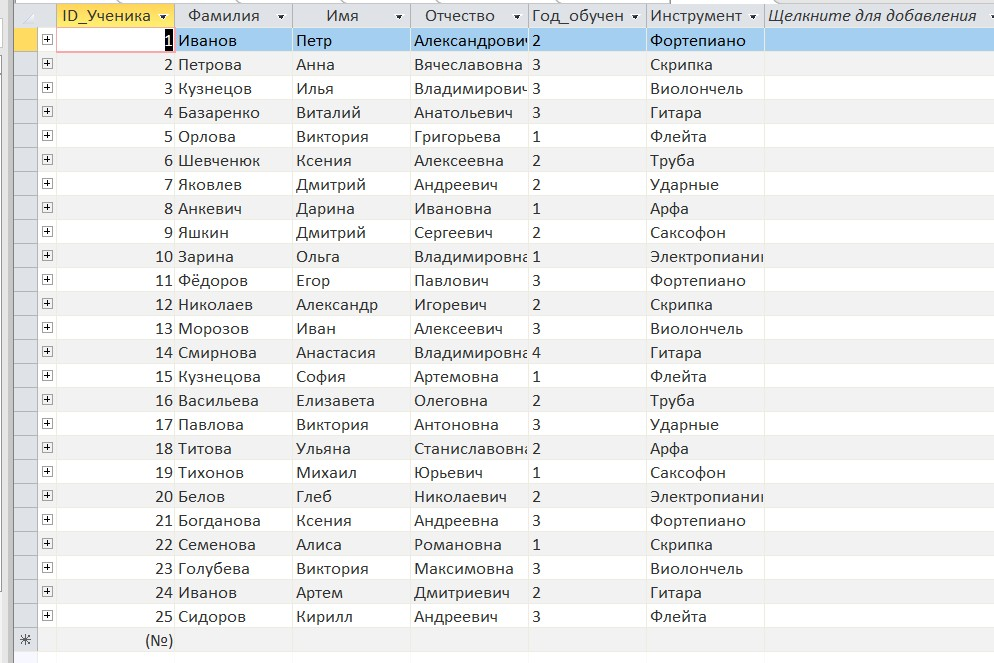 ID_Ученика Фамилия Имя Отчество Год_обучен Инструмент Щелкните для добавления
1 Иванов Петр Александрович 2 Фортепиано
2 Петрова Анна Вячеславовна 3 Скрипка
3 Кузнецов Илья Владимирович 3 Виолончель
4 Базаренко Виталий Анатольевич 3 Гитара
5 Орлова Виктория Григорьева 1 Флейта
6 Шевченюк Ксения Алексеевна 2 Труба
7 Яковлев Дмитрий Андреевич 2 Ударные
8 Анкевич Дарина Ивановна 1 Арфа
9 Яшкин Дмитрий Сергеевич 2 Саксофон
10 Зарина Ольга Владимировна 1 Электропиани
11 Фёдоров Егор Павлович 3 Фортепиано
12 Николаев Александр Игоревич 2 Скрипка
13 Морозов Иван Алексеевич 3 Виолончель
14 Смирнова Анастасия Владимировна 4 Гитара
15 Кузнецова София Артемовна 1 Флейта
16 Васильева Елизавета Олеговна 2 Труба
17 Павлова Виктория Антоновна 3 Ударные
18 Титова Ульяна Станиславовна 2 Арфа
19 Тихонов Михаил Юрьевич 1 Саксофон
20 Белов Глеб Николаевич 2 Электропиани
21 Богданова Ксения Андреевна 3 Фортепиано
22 Семенова Алиса Романовна 1 Скрипка
23 Голубева Виктория Максимовна 3 Виолончель
24 Иванов Артем Дмитриевич 2 Гитара
25 Сидоров Кирилл Андреевич 3 Флейта
(№)